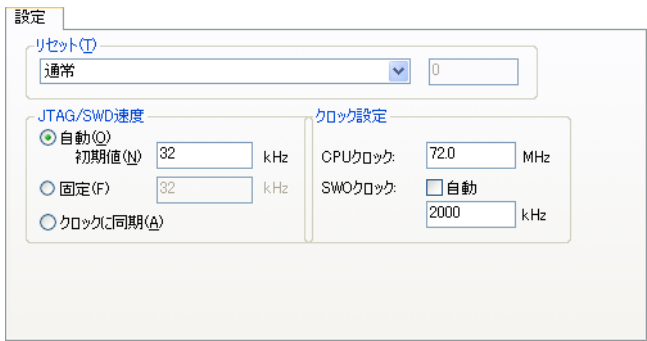 設定
リセット(T)
通常
0
JTAG/SWD速度
自動(O)
初期値(N) 32 kHz
固定(F) 32 kHz
クロックに同期(A)
クロック設定
CPUクロック: 72.0 MHz
SWOクロック: 自動
2000 kHz